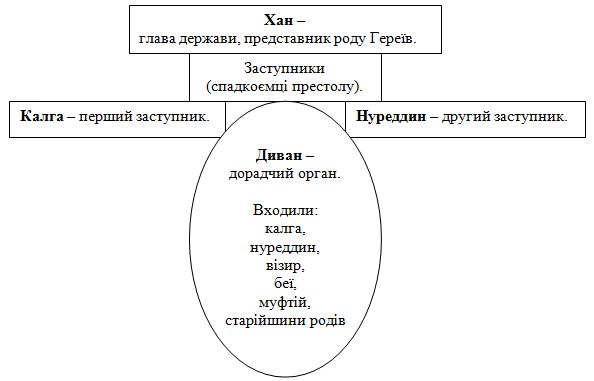 Хан –
глава держави, представник роду Гереїв.
Заступники
(спадкоємці престолу).
Калга – перший заступник.
Нуреддин – другий заступник.
Диван –
дорадчий орган.
Входили:
калга,
нуреддин,
візир,
беї,
муфтій,
старійшини родів